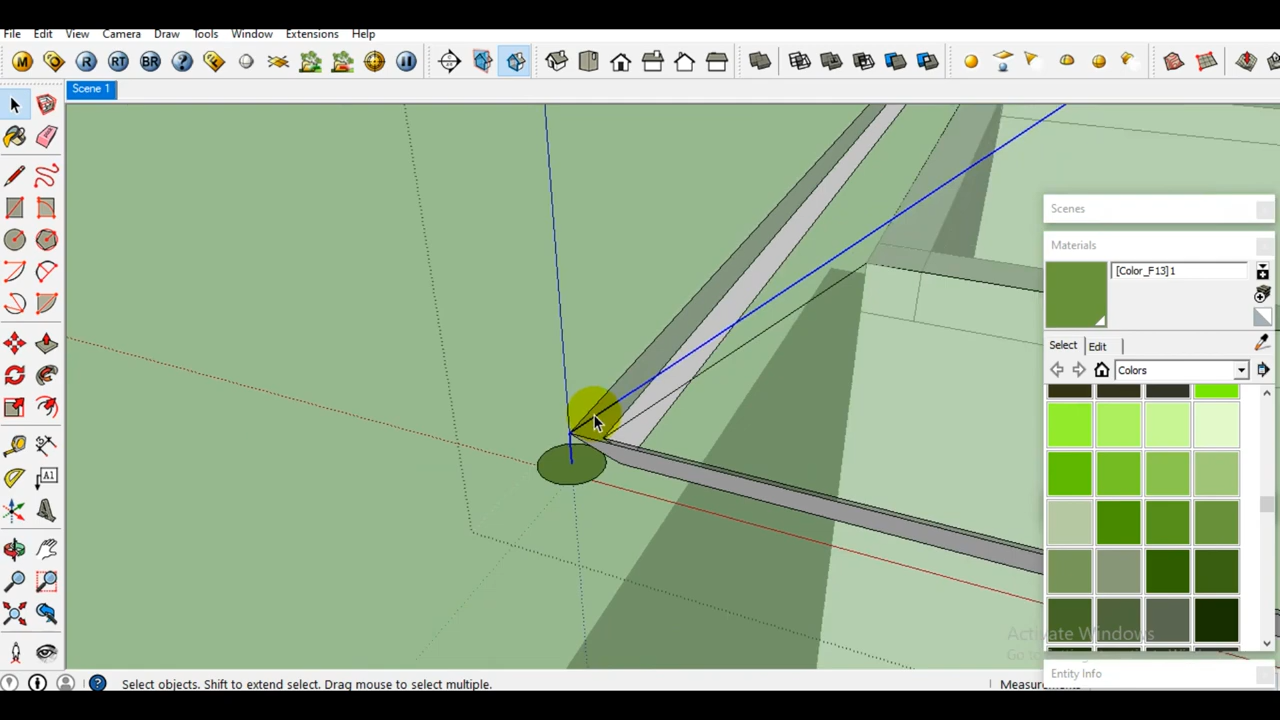 File Edit View Camera Draw Tools Window Extensions Help
M R RT BR ?
Scene 1
Scenes
Materials
[Color_F13]1
Select Edit
Colors
A1
Activate Windows
Entity Info
Select objects. Shift to extend select. Drag mouse to select multiple.